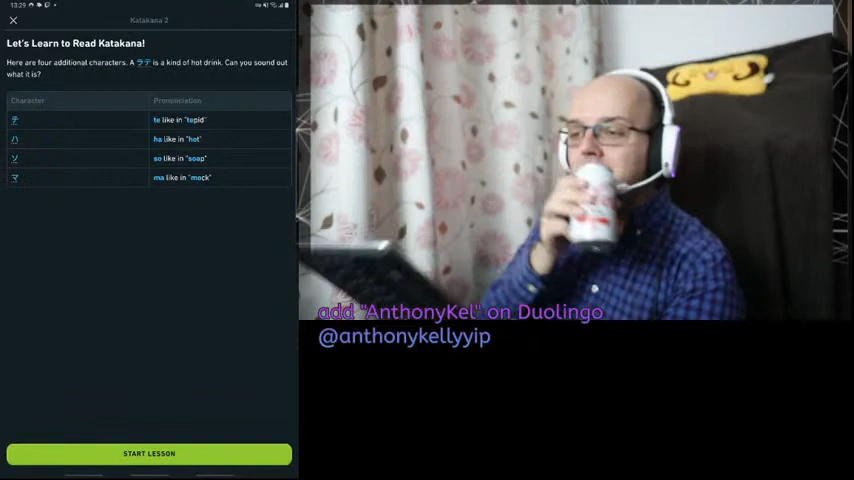 13:29
Katakana 2
Let's Learn to Read Katakana!
Here are four additional characters. A ラテ is a kind of hot drink. Can you sound out
what it is?
Character Pronunciation
テ te like in "tepid"
ハ ha like in "hot"
ソ so like in "soap"
マ ma like in "mock"
START LESSON
add "AnthonyKel" on Duolingo
@anthonykellyyip